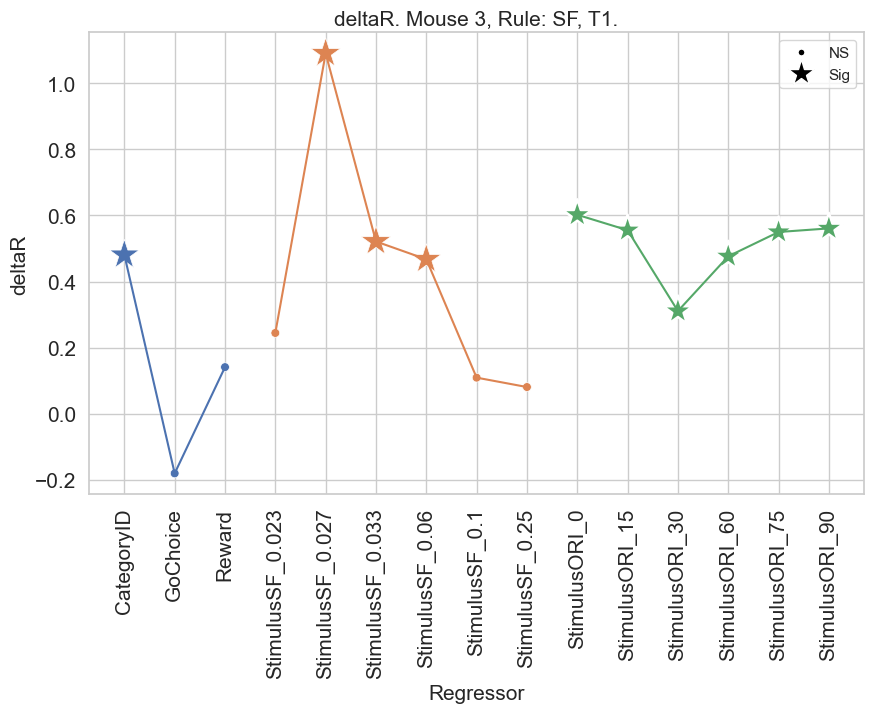 deltaR. Mouse 3, Rule: SF, T1.
NS
Sig
deltaR
1.0
0.8
0.6
0.4
0.2
0.0
−0.2
CategoryID
GoChoice
Reward
StimulusSF_0.023
StimulusSF_0.027
StimulusSF_0.033
StimulusSF_0.06
StimulusSF_0.1
StimulusSF_0.25
StimulusORI_0
StimulusORI_15
StimulusORI_30
StimulusORI_60
StimulusORI_75
StimulusORI_90
Regressor